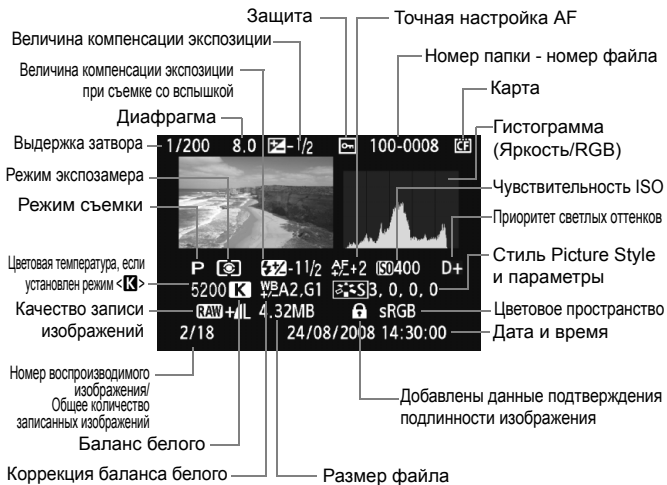 Защита
Точная настройка AF
Величина компенсации экспозиции
Номер папки - номер файла
Величина компенсации экспозиции
при съемке со вспышкой
Карта
Диафрагма
Гистограмма
(Яркость/RGB)
Выдержка затвора
1/200 8.0 -1/2 100-0008 CF
Режим экспозамера
Чувствительность ISO
Режим съемки
Приоритет светлых оттенков
P -1 1/2 AF+2 ISO400 D+
Стиль Picture Style
и параметры
Цветовая температура, если
установлен режим <K>
5200 K WB A2,G1 S 3, 0, 0, 0
Качество записи
изображений
RAW+L 4.32MB sRGB
Цветовое пространство
2/18 24/08/2008 14:30:00
Дата и время
Номер воспроизводимого
изображения/
Общее количество
записанных изображений
Добавлены данные подтверждения
подлинности изображения
Баланс белого
Коррекция баланса белого
Размер файла